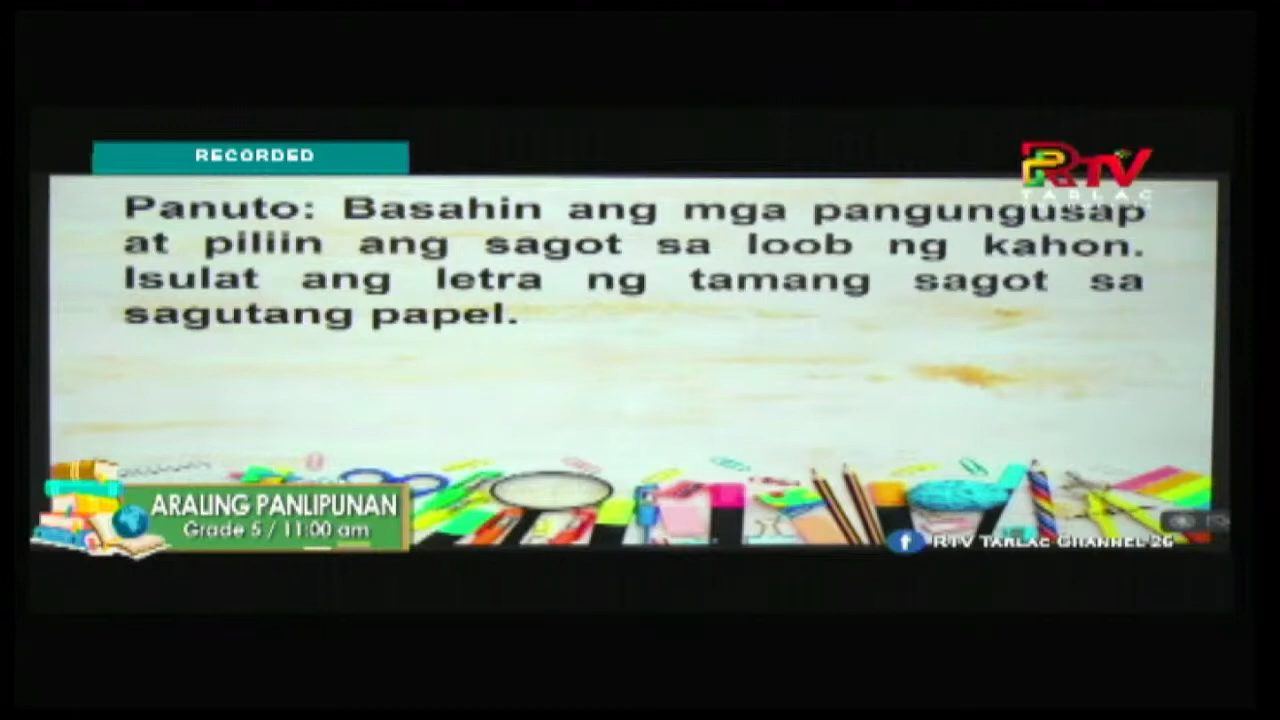 RECORDED
RTV
TARLAC
Panuto: Basahin ang mga pangungusap
at piliin ang sagot sa loob ng kahon.
Isulat ang letra ng tamang sagot sa
sagutang papel.
ARALING PANLIPUNAN
Grade 5 / 11:00 am
RTV TARLAC CHANNEL 26